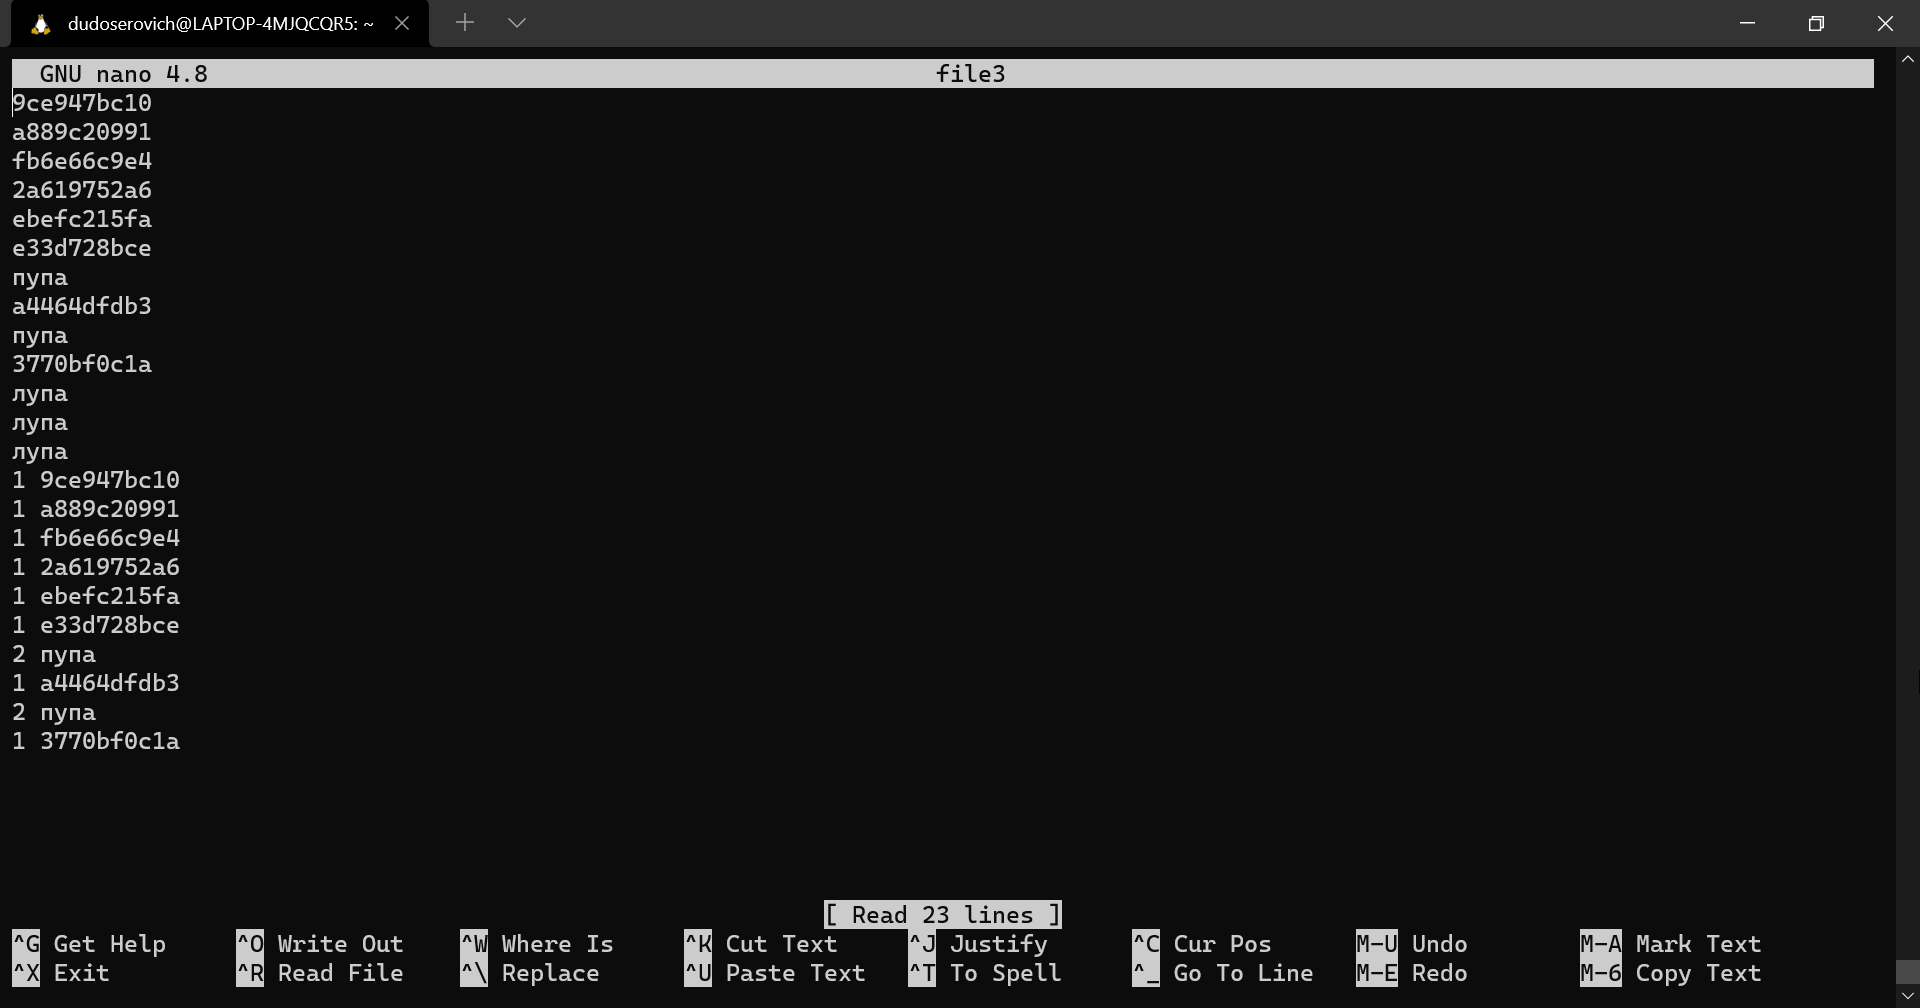 dudoserovich@LAPTOP-4MJQCQR5: ~
GNU nano 4.8 file3
9ce947bc10
a889c20991
fb6e66c9e4
2a619752a6
ebefc215fa
e33d728bce
пупа
a4464dfdb3
пупа
3770bf0c1a
лупа
лупа
лупа
1 9ce947bc10
1 a889c20991
1 fb6e66c9e4
1 2a619752a6
1 ebefc215fa
1 e33d728bce
2 пупа
1 a4464dfdb3
2 пупа
1 3770bf0c1a
[ Read 23 lines ]
^G Get Help ^O Write Out ^W Where Is ^K Cut Text ^J Justify ^C Cur Pos M-U Undo M-A Mark Text
^X Exit ^R Read File ^\ Replace ^U Paste Text ^T To Spell ^_ Go To Line M-E Redo M-6 Copy Text